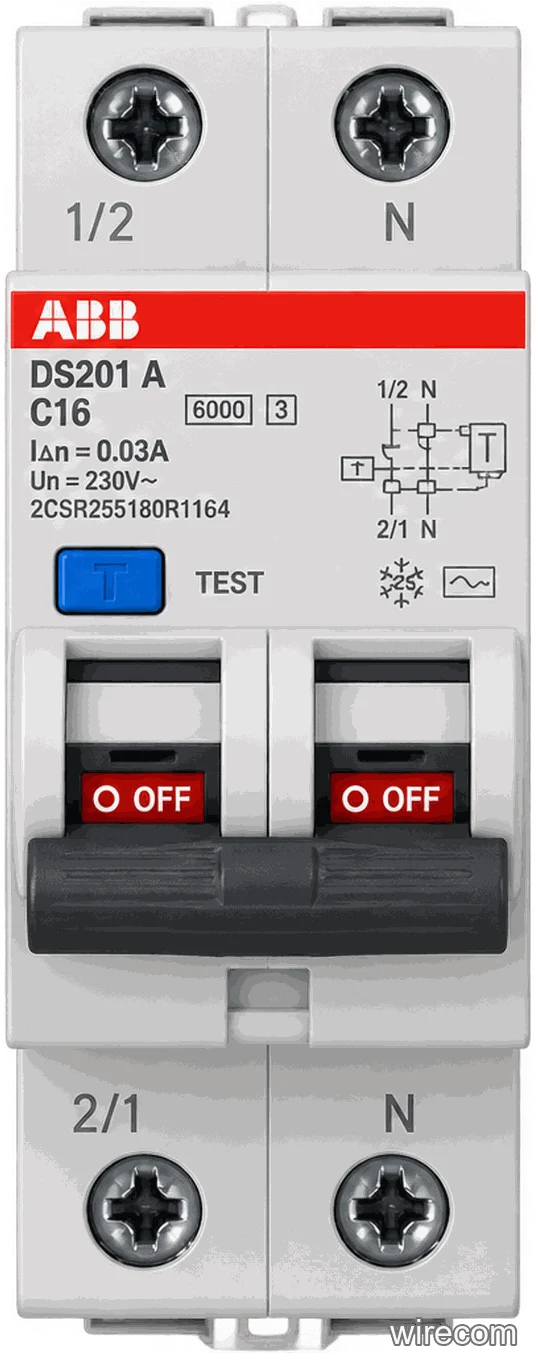 1/2 N
ABB
DS201 A
C16 6000 3
I∆n = 0.03A
Un = 230V~
2CSR255180R1164
1/2 N
T
T
2/1 N
T TEST
-25
O OFF O OFF
2/1 N
wirecom